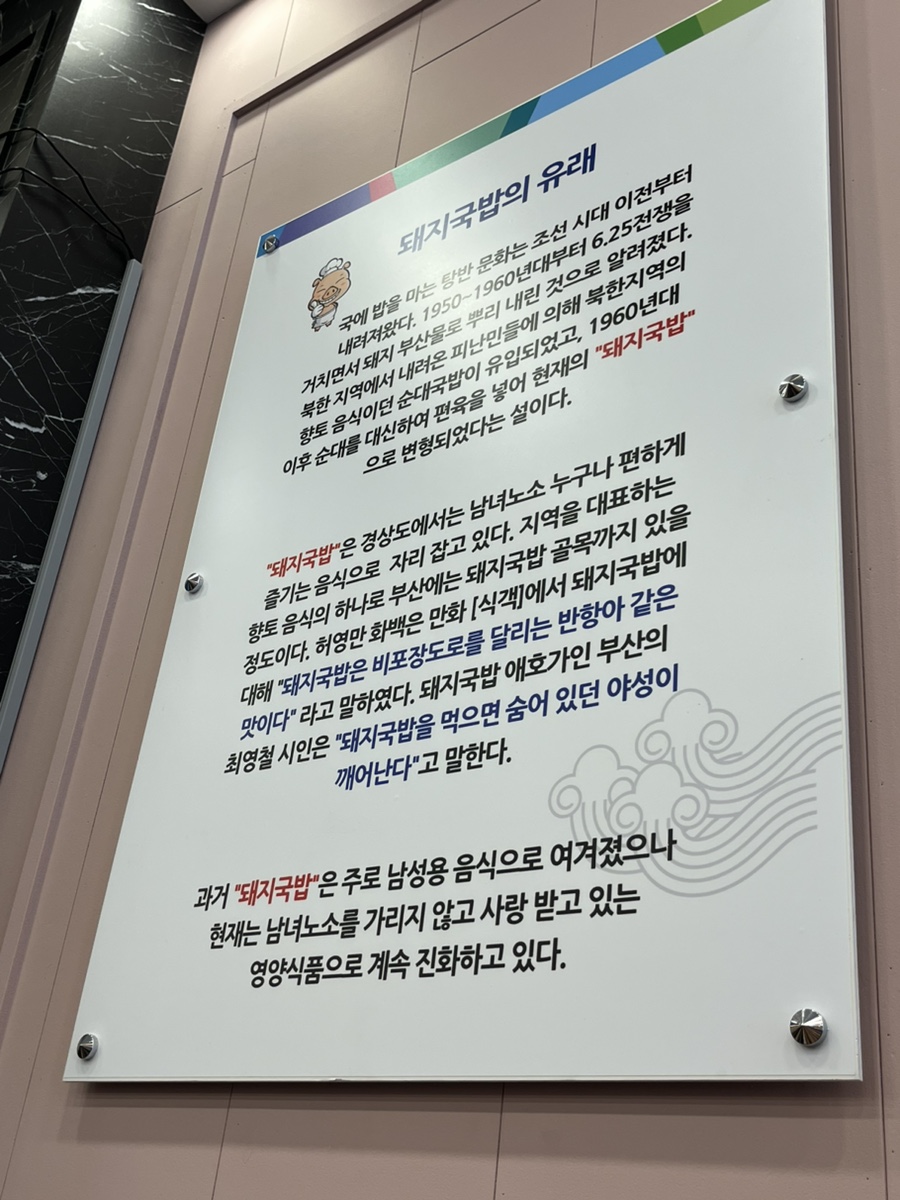 돼지국밥의 유래
국에 밥을 마는 탕반 문화는 조선 시대 이전부터
내려져왔다. 1950~1960년대부터 6.25전쟁을
거치면서 돼지 부산물로 뿌리 내린 것으로 알려졌다.
북한 지역에서 내려온 피난민들에 의해 북한지역의
향토 음식이던 순대국밥이 유입되었고, 1960년대
이후 순대를 대신하여 편육을 넣어 현재의 "돼지국밥"
으로 변형되었다는 설이다.
"돼지국밥"은 경상도에서는 남녀노소 누구나 편하게
즐기는 음식으로 자리 잡고 있다. 지역을 대표하는
향토 음식의 하나로 부산에는 돼지국밥 골목까지 있을
정도이다. 허영만 화백은 만화 [식객]에서 돼지국밥에
대해 "돼지국밥은 비포장도로를 달리는 반항아 같은
맛이다" 라고 말하였다. 돼지국밥 애호가인 부산의
최영철 시인은 "돼지국밥을 먹으면 숨어 있던 야성이
깨어난다"고 말한다.
과거 "돼지국밥"은 주로 남성용 음식으로 여겨졌으나
현재는 남녀노소를 가리지 않고 사랑 받고 있는
영양식품으로 계속 진화하고 있다.